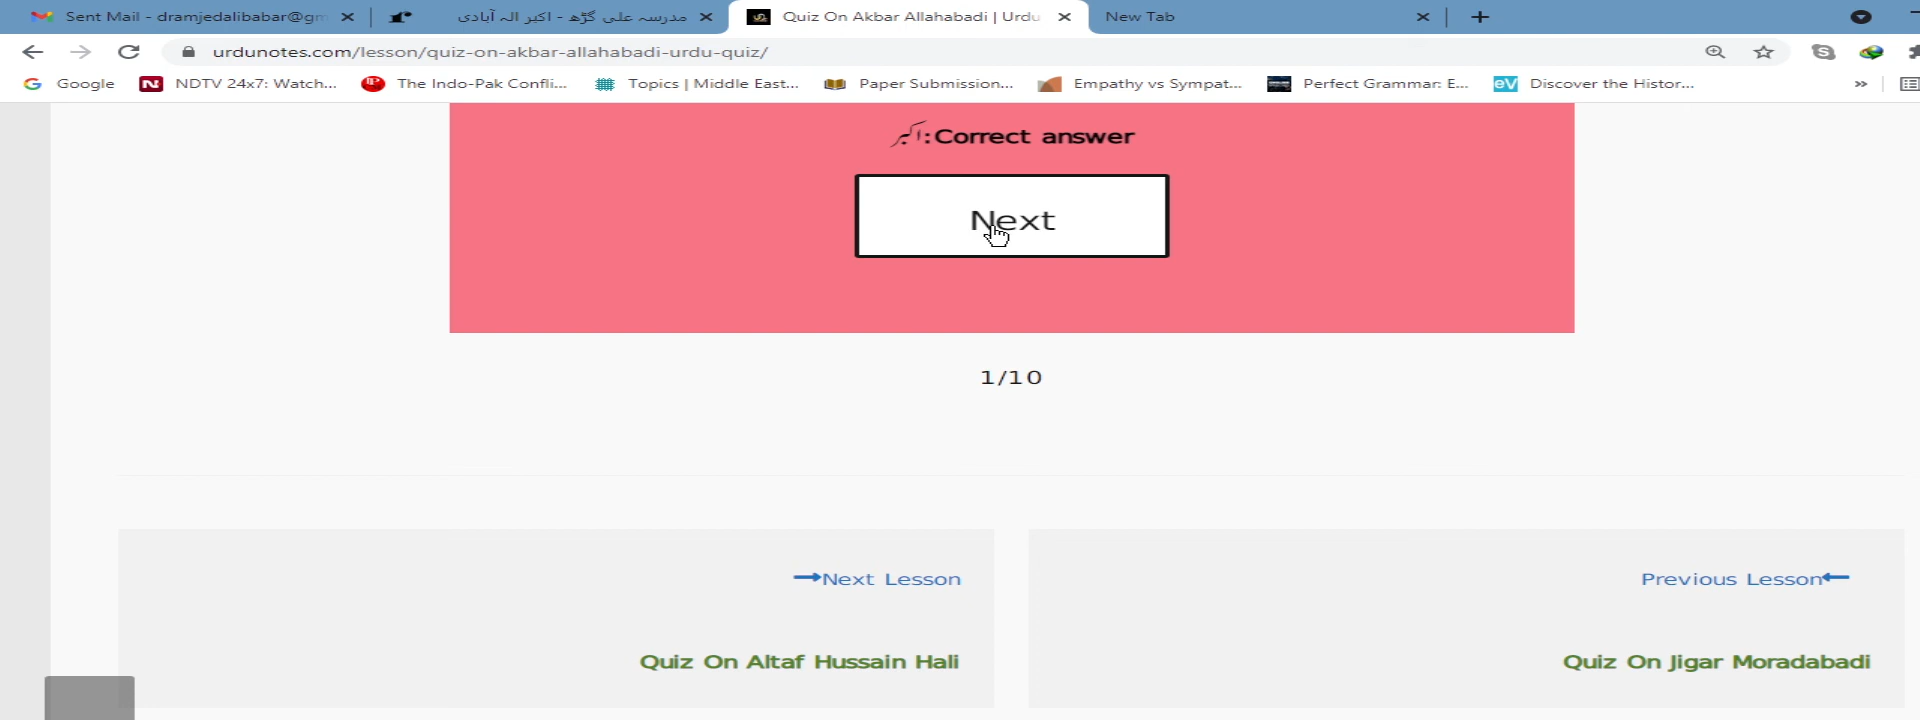 Sent Mail - dramjedalibabar@gm
مدرسہ علی گڑھ - اکبر الہ آبادی
Quiz On Akbar Allahabadi | Urdu
New Tab
urdunotes.com/lesson/quiz-on-akbar-allahabadi-urdu-quiz/
Google
NDTV 24x7: Watch...
The Indo-Pak Confli...
Topics | Middle East...
Paper Submission...
Empathy vs Sympat...
Perfect Grammar: E...
eV Discover the Histor...
اکبر:Correct answer
Next
1/10
Next Lesson
Previous Lesson
Quiz On Altaf Hussain Hali
Quiz On Jigar Moradabadi